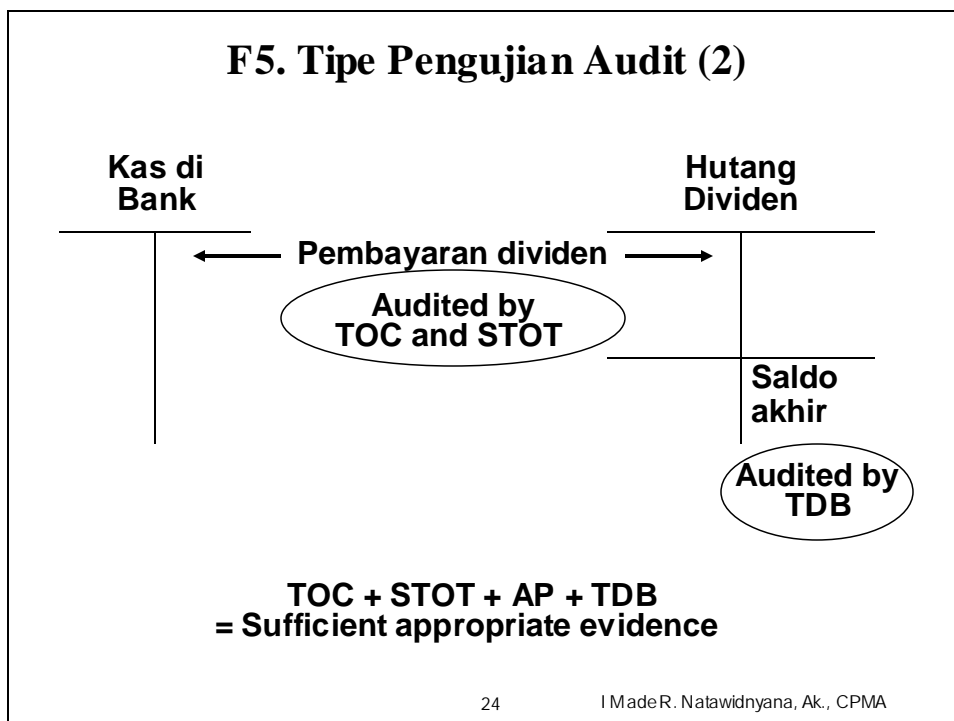 F5. Tipe Pengujian Audit (2)
Kas di
Bank
Hutang
Dividen
Pembayaran dividen
Audited by
TOC and STOT
Saldo
akhir
Audited by
TDB
TOC + STOT + AP + TDB
= Sufficient appropriate evidence
24
I Made R. Natawidnyana, Ak., CPMA